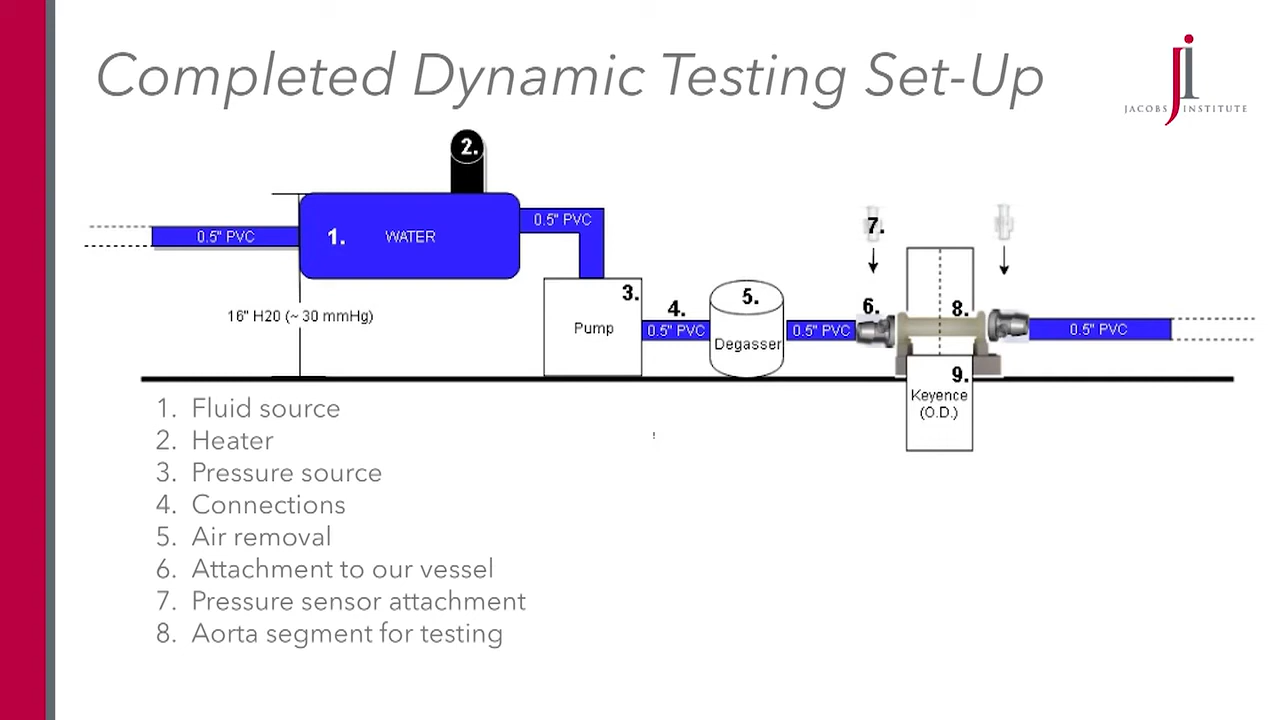 Completed Dynamic Testing Set-Up
JACOBS INSTITUTE
2.
0.5" PVC
1. WATER
0.5" PVC
7.
16" H20 (~ 30 mmHg)
3.
Pump
4.
0.5" PVC
5.
Degasser
0.5" PVC
6.
8.
0.5" PVC
9.
Keyence
(O.D.)
1. Fluid source
2. Heater
3. Pressure source
4. Connections
5. Air removal
6. Attachment to our vessel
7. Pressure sensor attachment
8. Aorta segment for testing